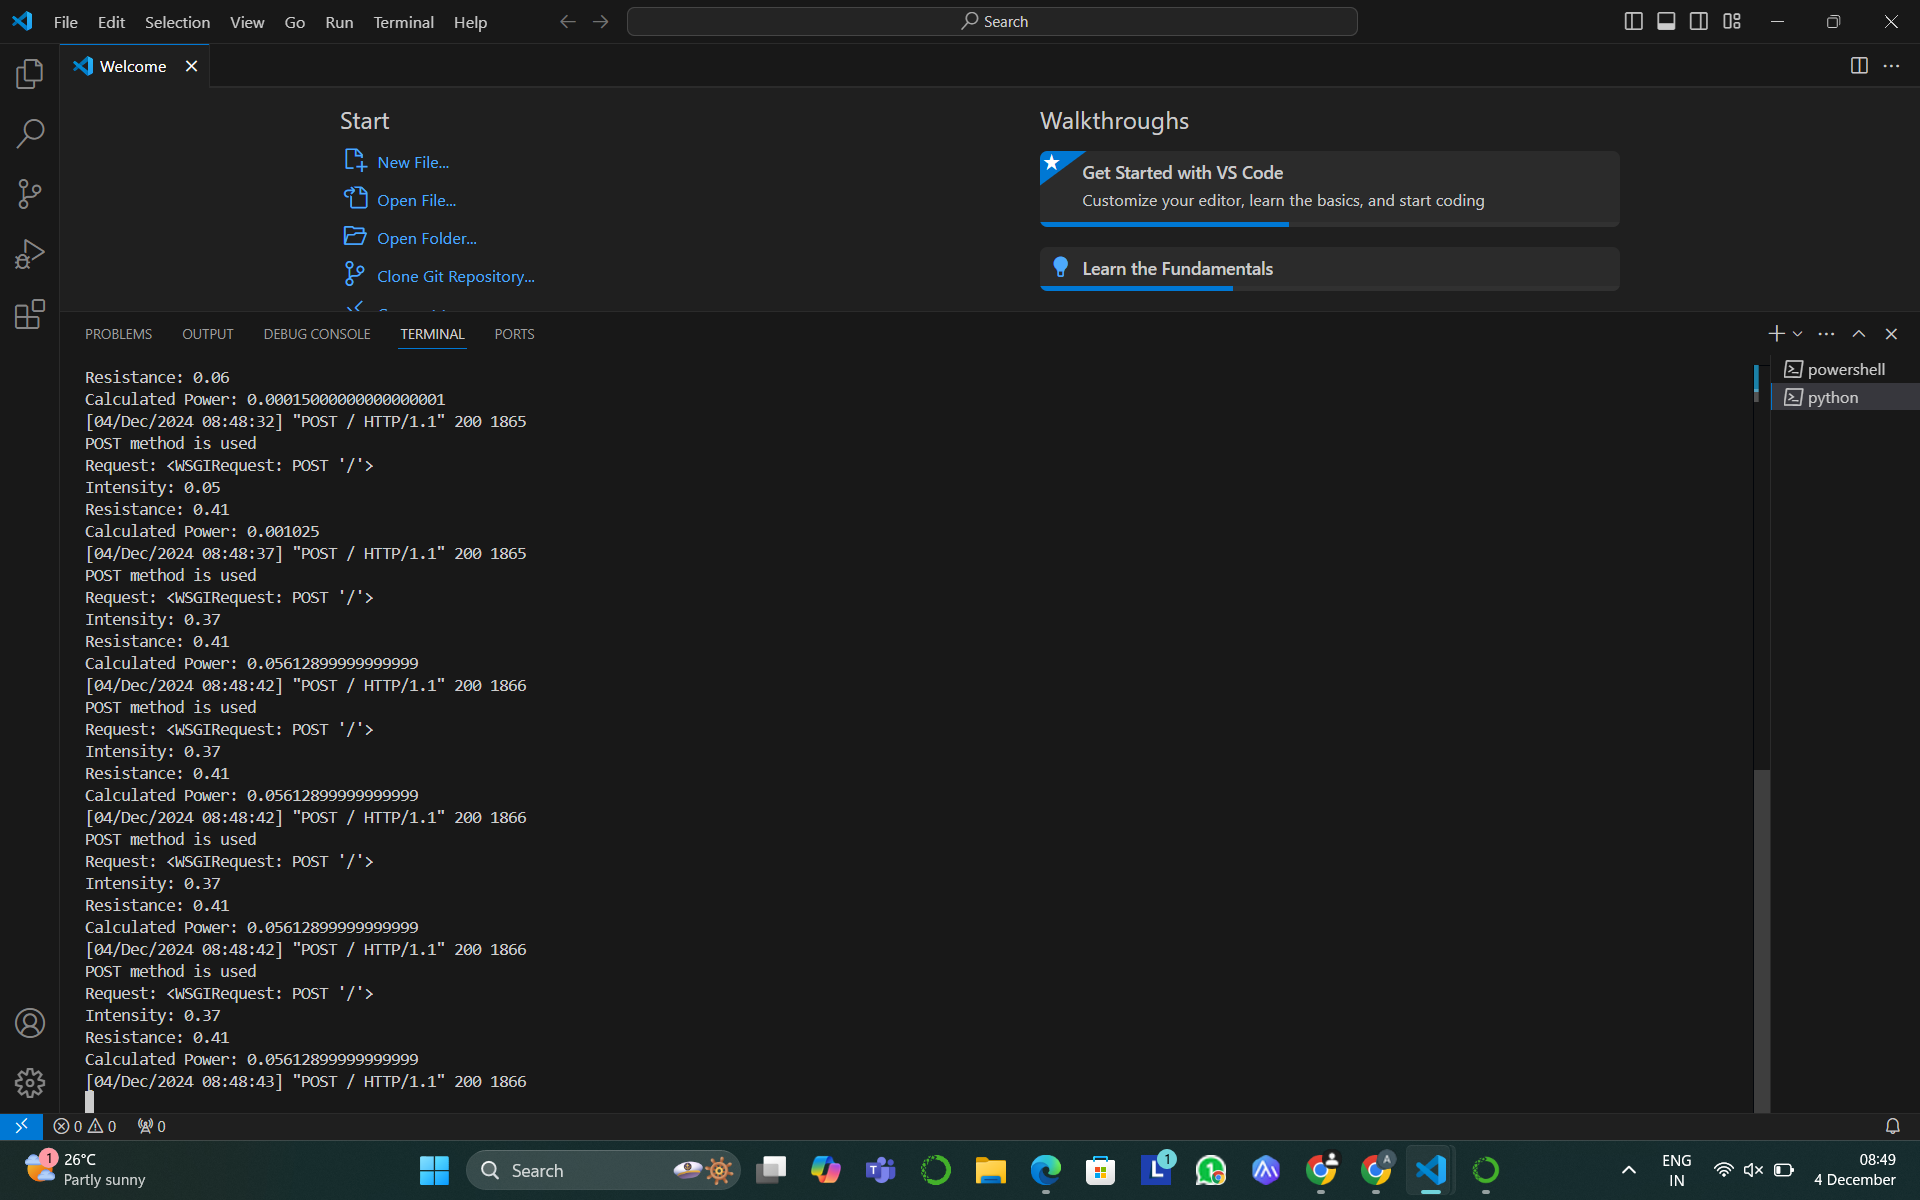 File Edit Selection View Go Run Terminal Help Search
Welcome
Start
New File...
Open File...
Open Folder...
Clone Git Repository...
Walkthroughs
Get Started with VS Code
Customize your editor, learn the basics, and start coding
Learn the Fundamentals
PROBLEMS OUTPUT DEBUG CONSOLE TERMINAL PORTS
powershell
python
Resistance: 0.06
Calculated Power: 0.00015000000000000001
[04/Dec/2024 08:48:32] "POST / HTTP/1.1" 200 1865
POST method is used
Request: <WSGIRequest: POST '/'>
Intensity: 0.05
Resistance: 0.41
Calculated Power: 0.001025
[04/Dec/2024 08:48:37] "POST / HTTP/1.1" 200 1865
POST method is used
Request: <WSGIRequest: POST '/'>
Intensity: 0.37
Resistance: 0.41
Calculated Power: 0.05612899999999999
[04/Dec/2024 08:48:42] "POST / HTTP/1.1" 200 1866
POST method is used
Request: <WSGIRequest: POST '/'>
Intensity: 0.37
Resistance: 0.41
Calculated Power: 0.05612899999999999
[04/Dec/2024 08:48:42] "POST / HTTP/1.1" 200 1866
POST method is used
Request: <WSGIRequest: POST '/'>
Intensity: 0.37
Resistance: 0.41
Calculated Power: 0.05612899999999999
[04/Dec/2024 08:48:42] "POST / HTTP/1.1" 200 1866
POST method is used
Request: <WSGIRequest: POST '/'>
Intensity: 0.37
Resistance: 0.41
Calculated Power: 0.05612899999999999
[04/Dec/2024 08:48:43] "POST / HTTP/1.1" 200 1866
0 0 0
1
26°C
Partly sunny
Search
L 1
1
A
ENG
IN
08:49
4 December